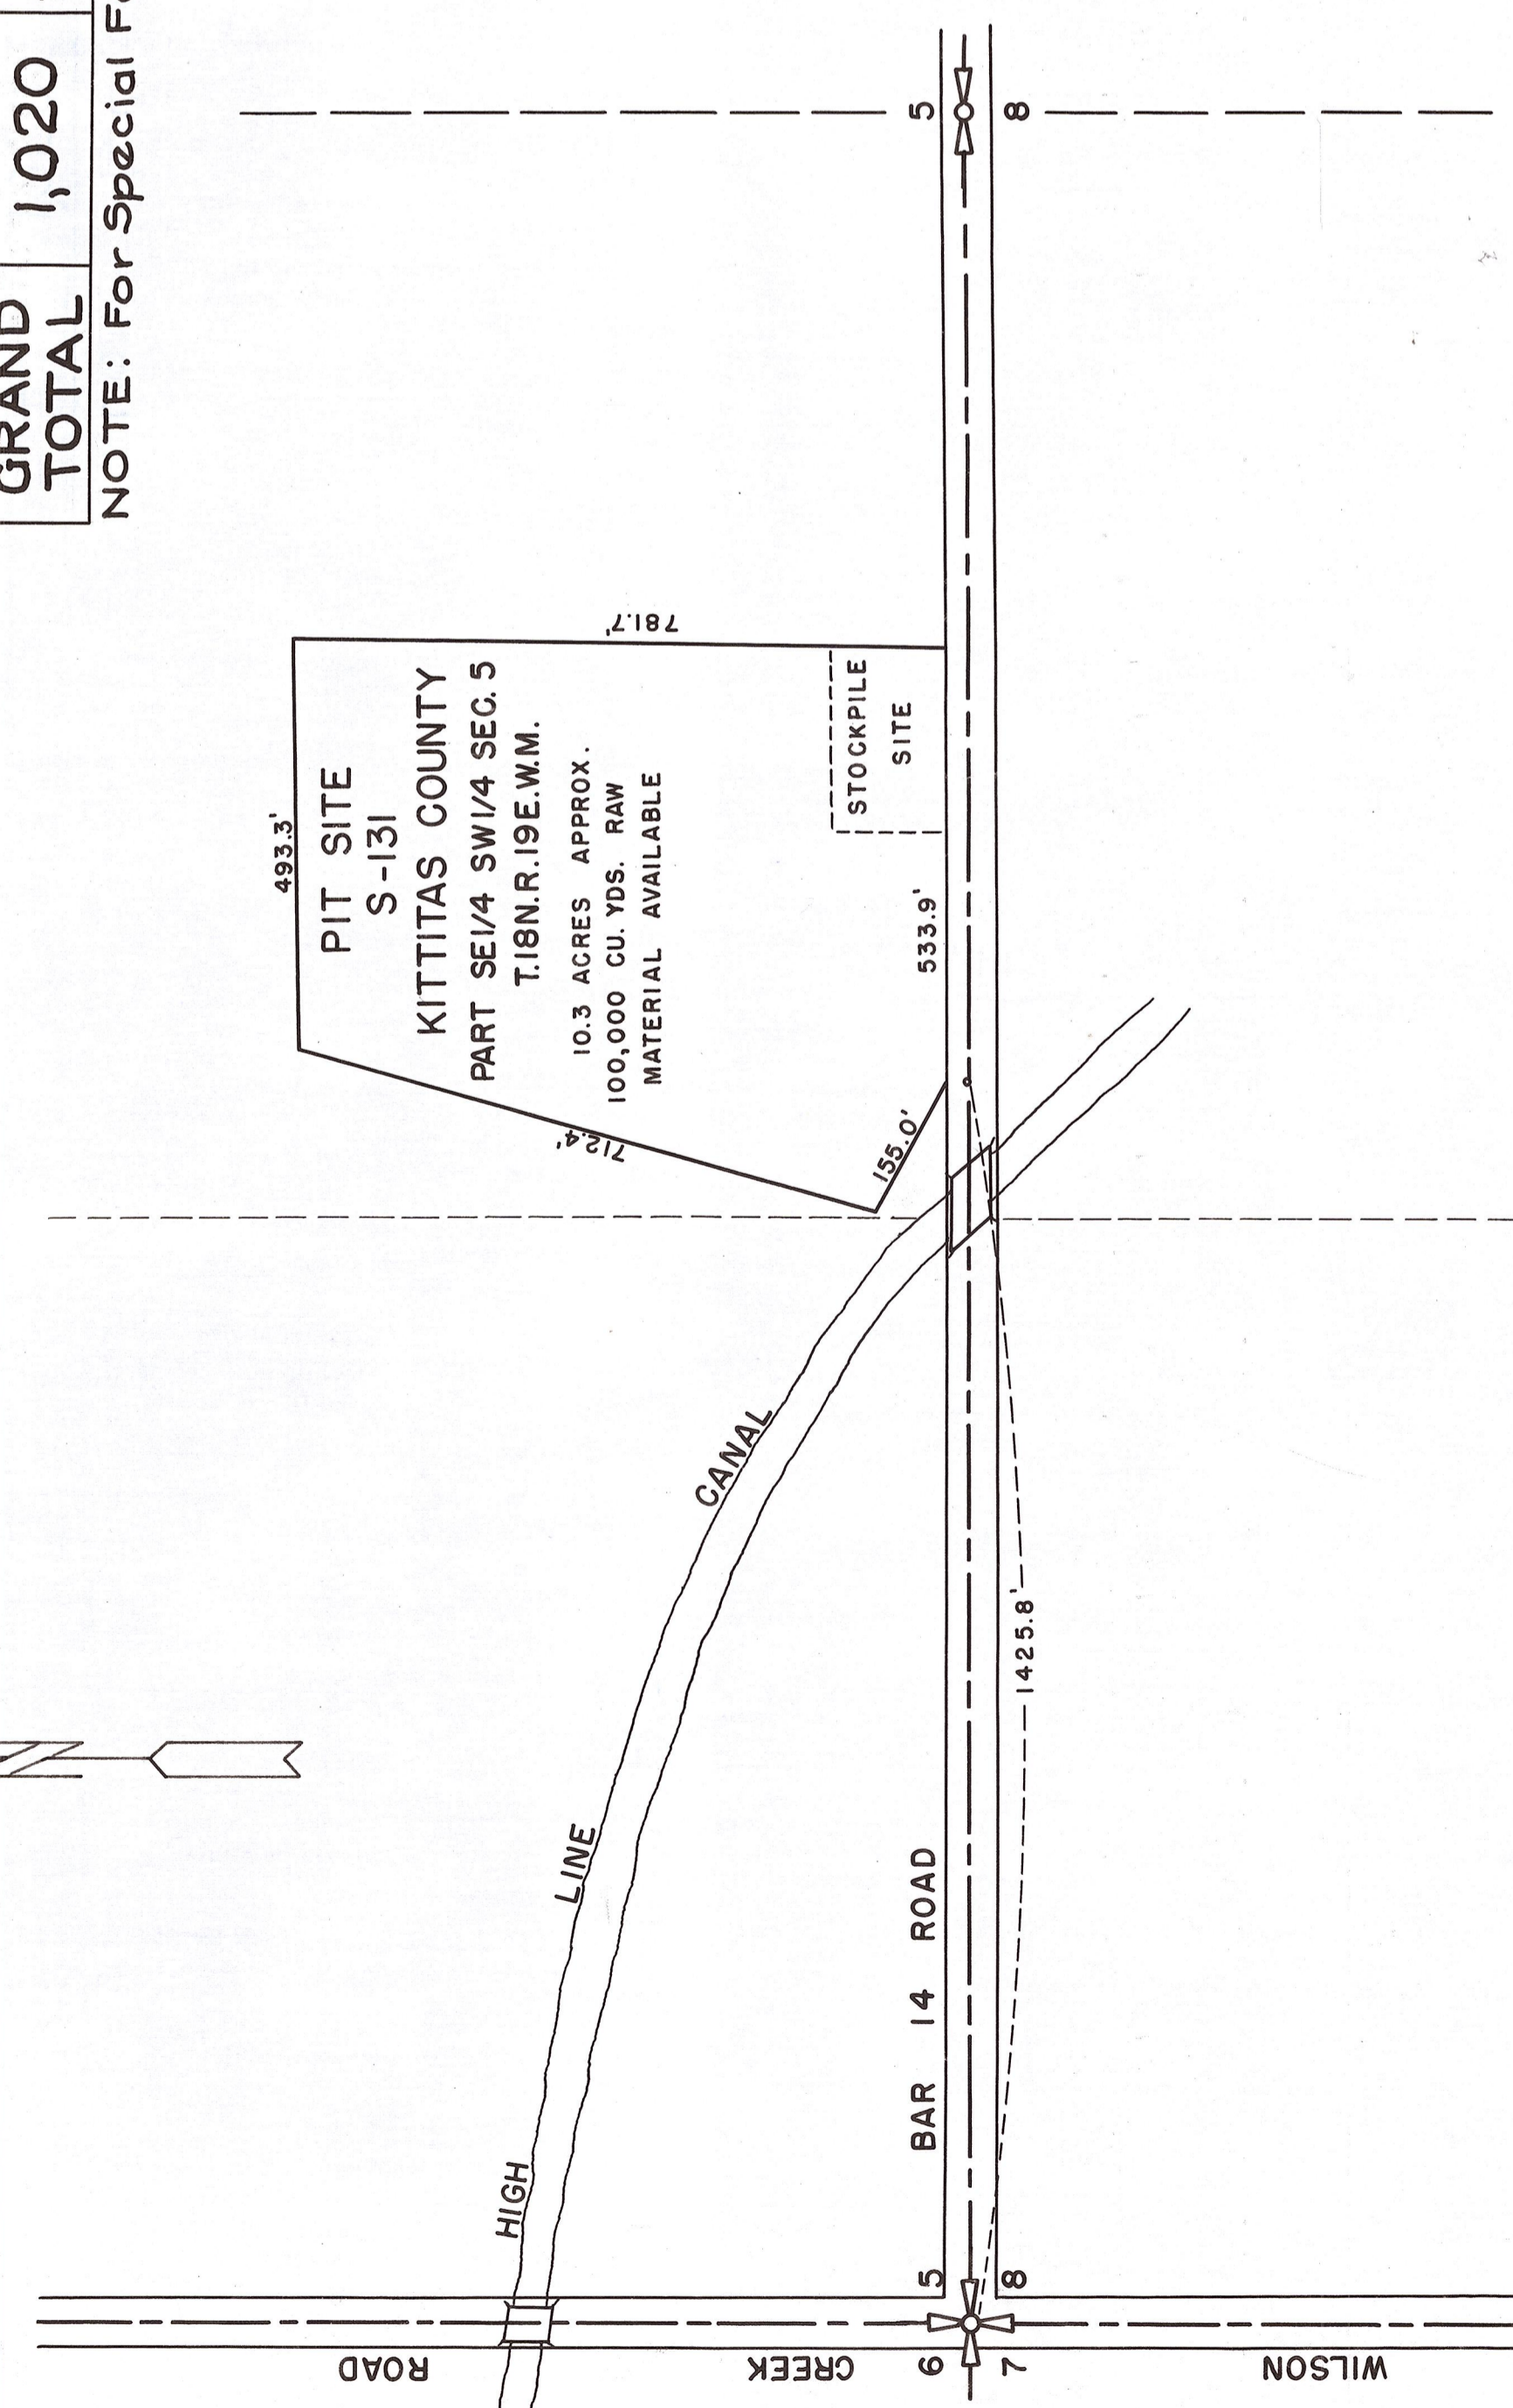 GRAND 1,020
TOTAL
NOTE: For Special
493.3'
PIT SITE
S-131
KITTITAS COUNTY
PART SE1/4 SW1/4 SEC. 5
T.18N.R.19E.W.M.
10.3 ACRES APPROX.
100,000 CU. YDS. RAW
MATERIAL AVAILABLE
781.7'
712.4'
155.0'
533.9'
STOCKPILE
SITE
HIGH LINE CANAL
BAR 14 ROAD
1425.8'
5
8
5
8
6
7
WILSON CREEK ROAD